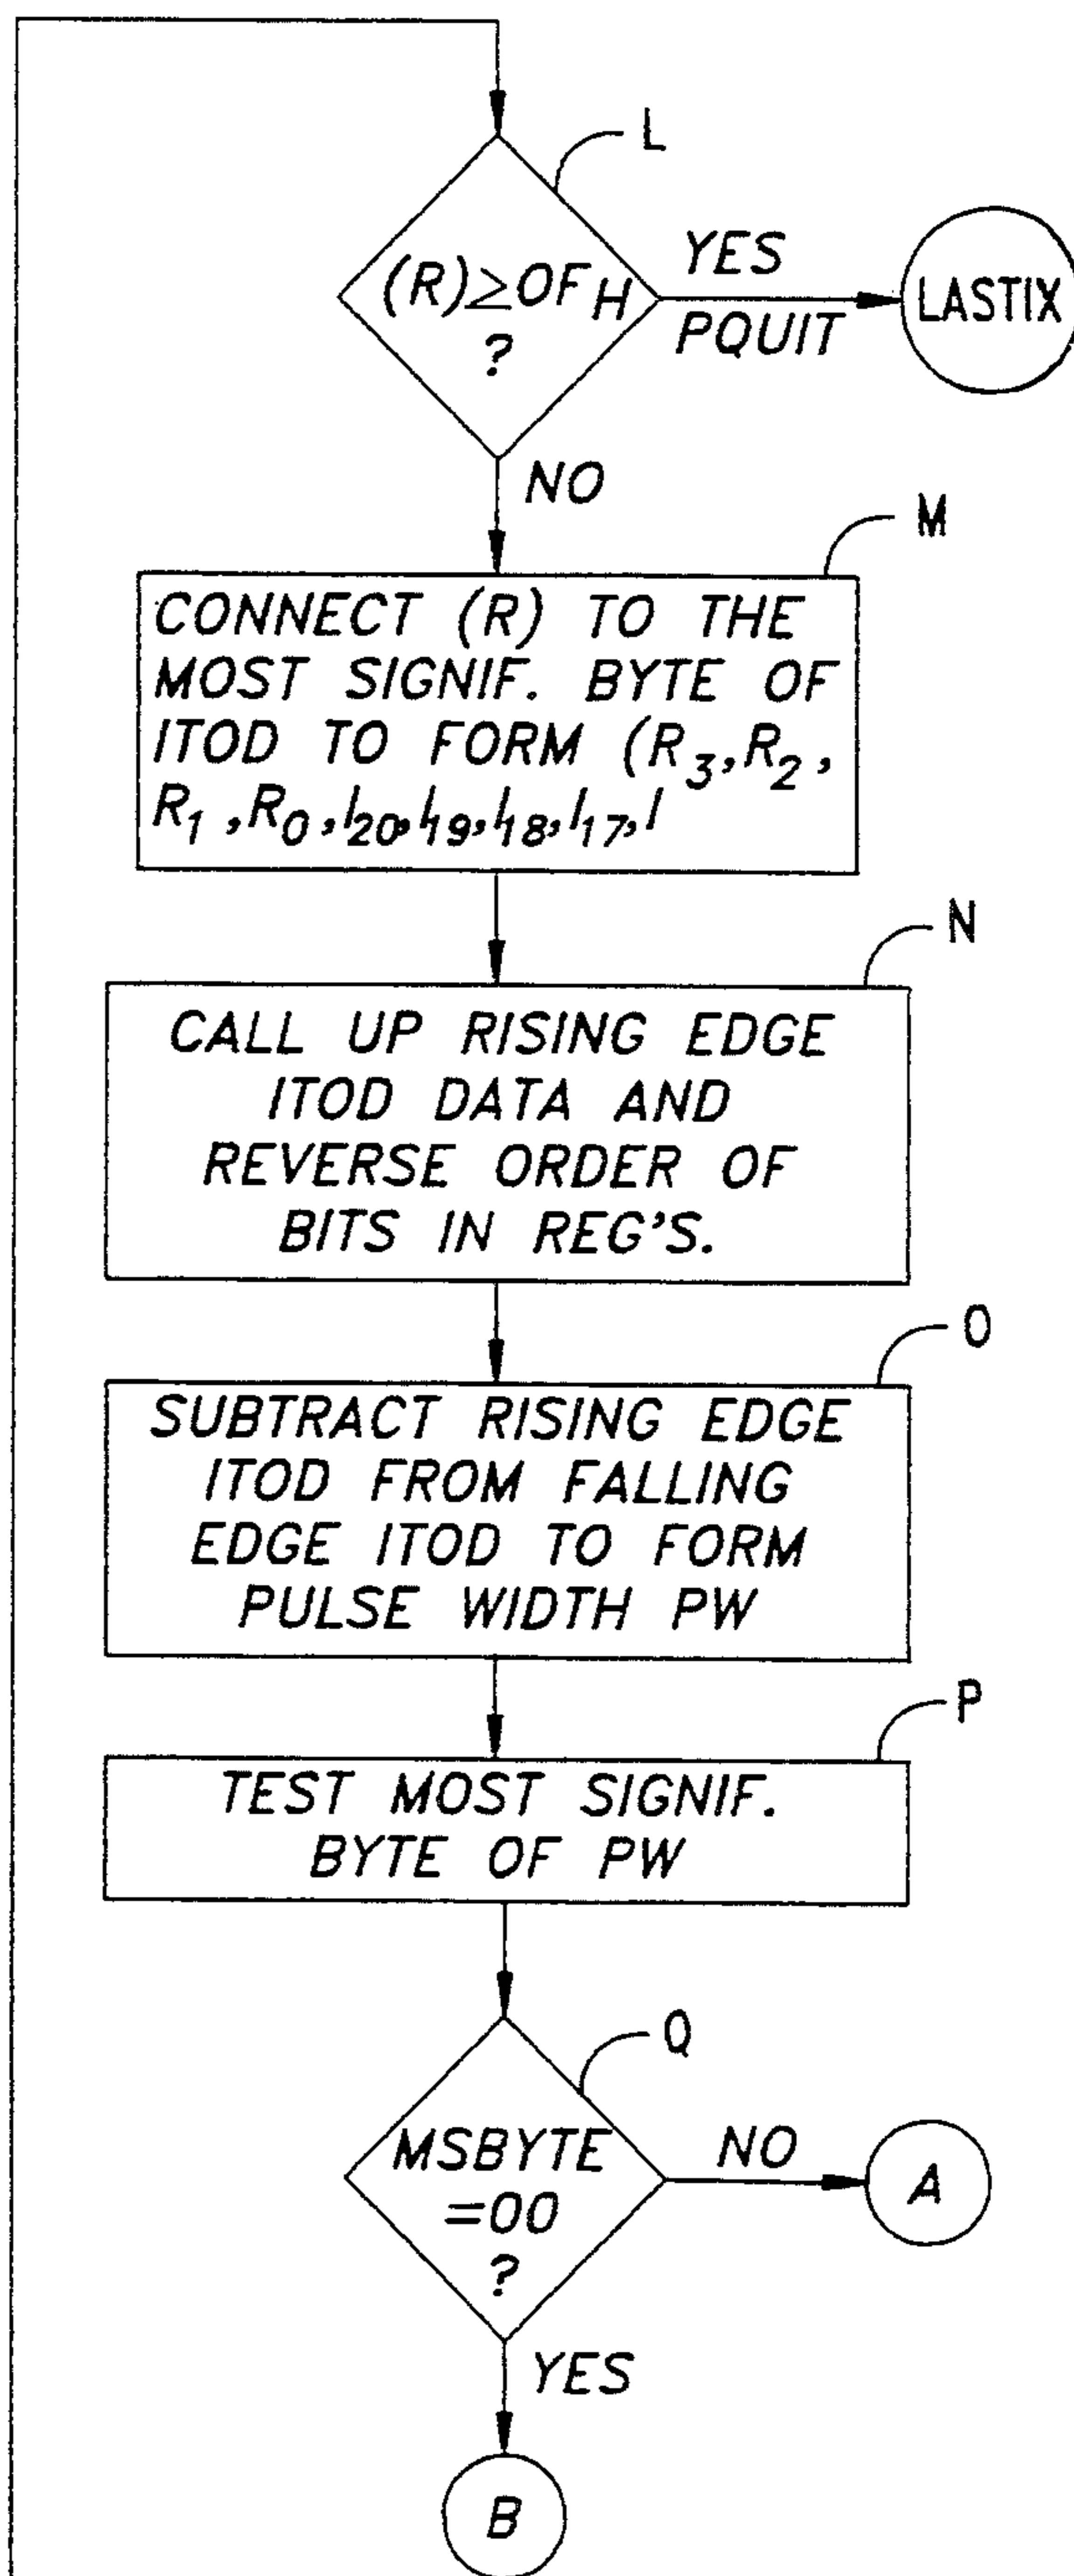 L
(R)≥OF H
?
YES
PQUIT
LASTIX
NO
M
CONNECT (R) TO THE
MOST SIGNIF. BYTE OF
ITOD TO FORM (R3,R2,
R1,R0,I20,I19,I18,I17,I
N
CALL UP RISING EDGE
ITOD DATA AND
REVERSE ORDER OF
BITS IN REG'S.
O
SUBTRACT RISING EDGE
ITOD FROM FALLING
EDGE ITOD TO FORM
PULSE WIDTH PW
P
TEST MOST SIGNIF.
BYTE OF PW
Q
MSBYTE
=00
?
NO
A
YES
B